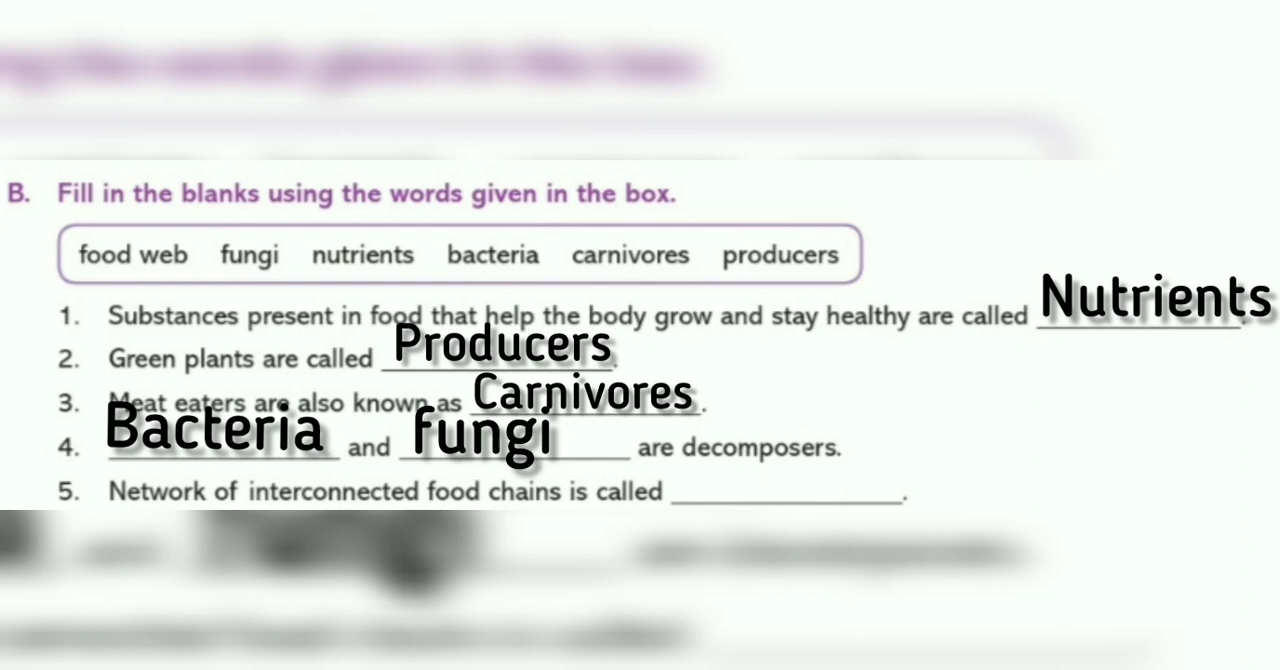 B. Fill in the blanks using the words given in the box.
food web fungi nutrients bacteria carnivores producers
1. Substances present in food that help the body grow and stay healthy are called Nutrients.
2. Green plants are called Producers.
3. Meat eaters are also known as Carnivores.
4. Bacteria and fungi are decomposers.
5. Network of interconnected food chains is called ____________.